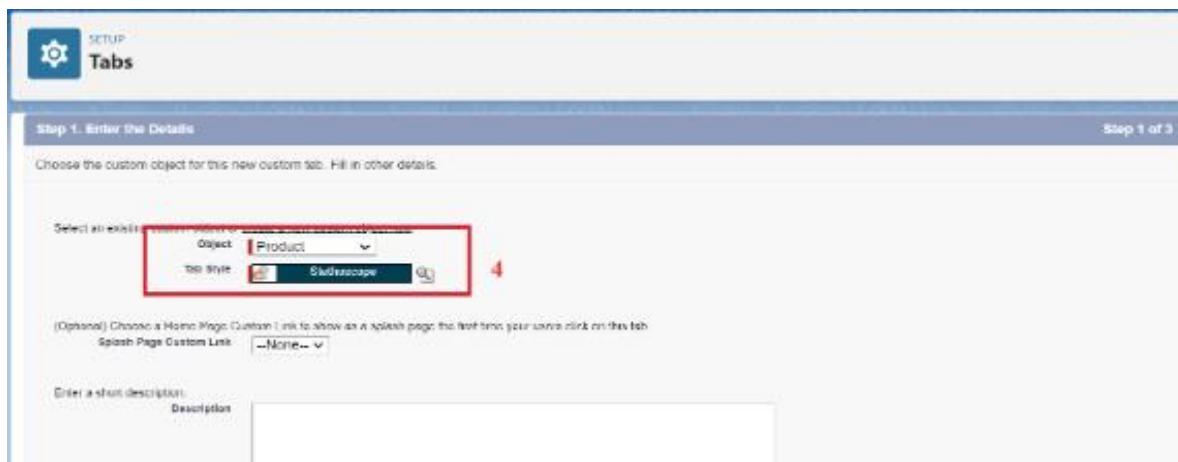 SETUP
Tabs
Step 1. Enter the Details
Step 1 of 3
Choose the custom object for this new custom tab. Fill in other details.
Select an existing
Object
Product
Tab Style
Stethoscope
4
(Optional) Choose a Home Page Custom Link to show as a splash page the first time your users click on this tab
Splash Page Custom Link
--None--
Enter a short description.
Description